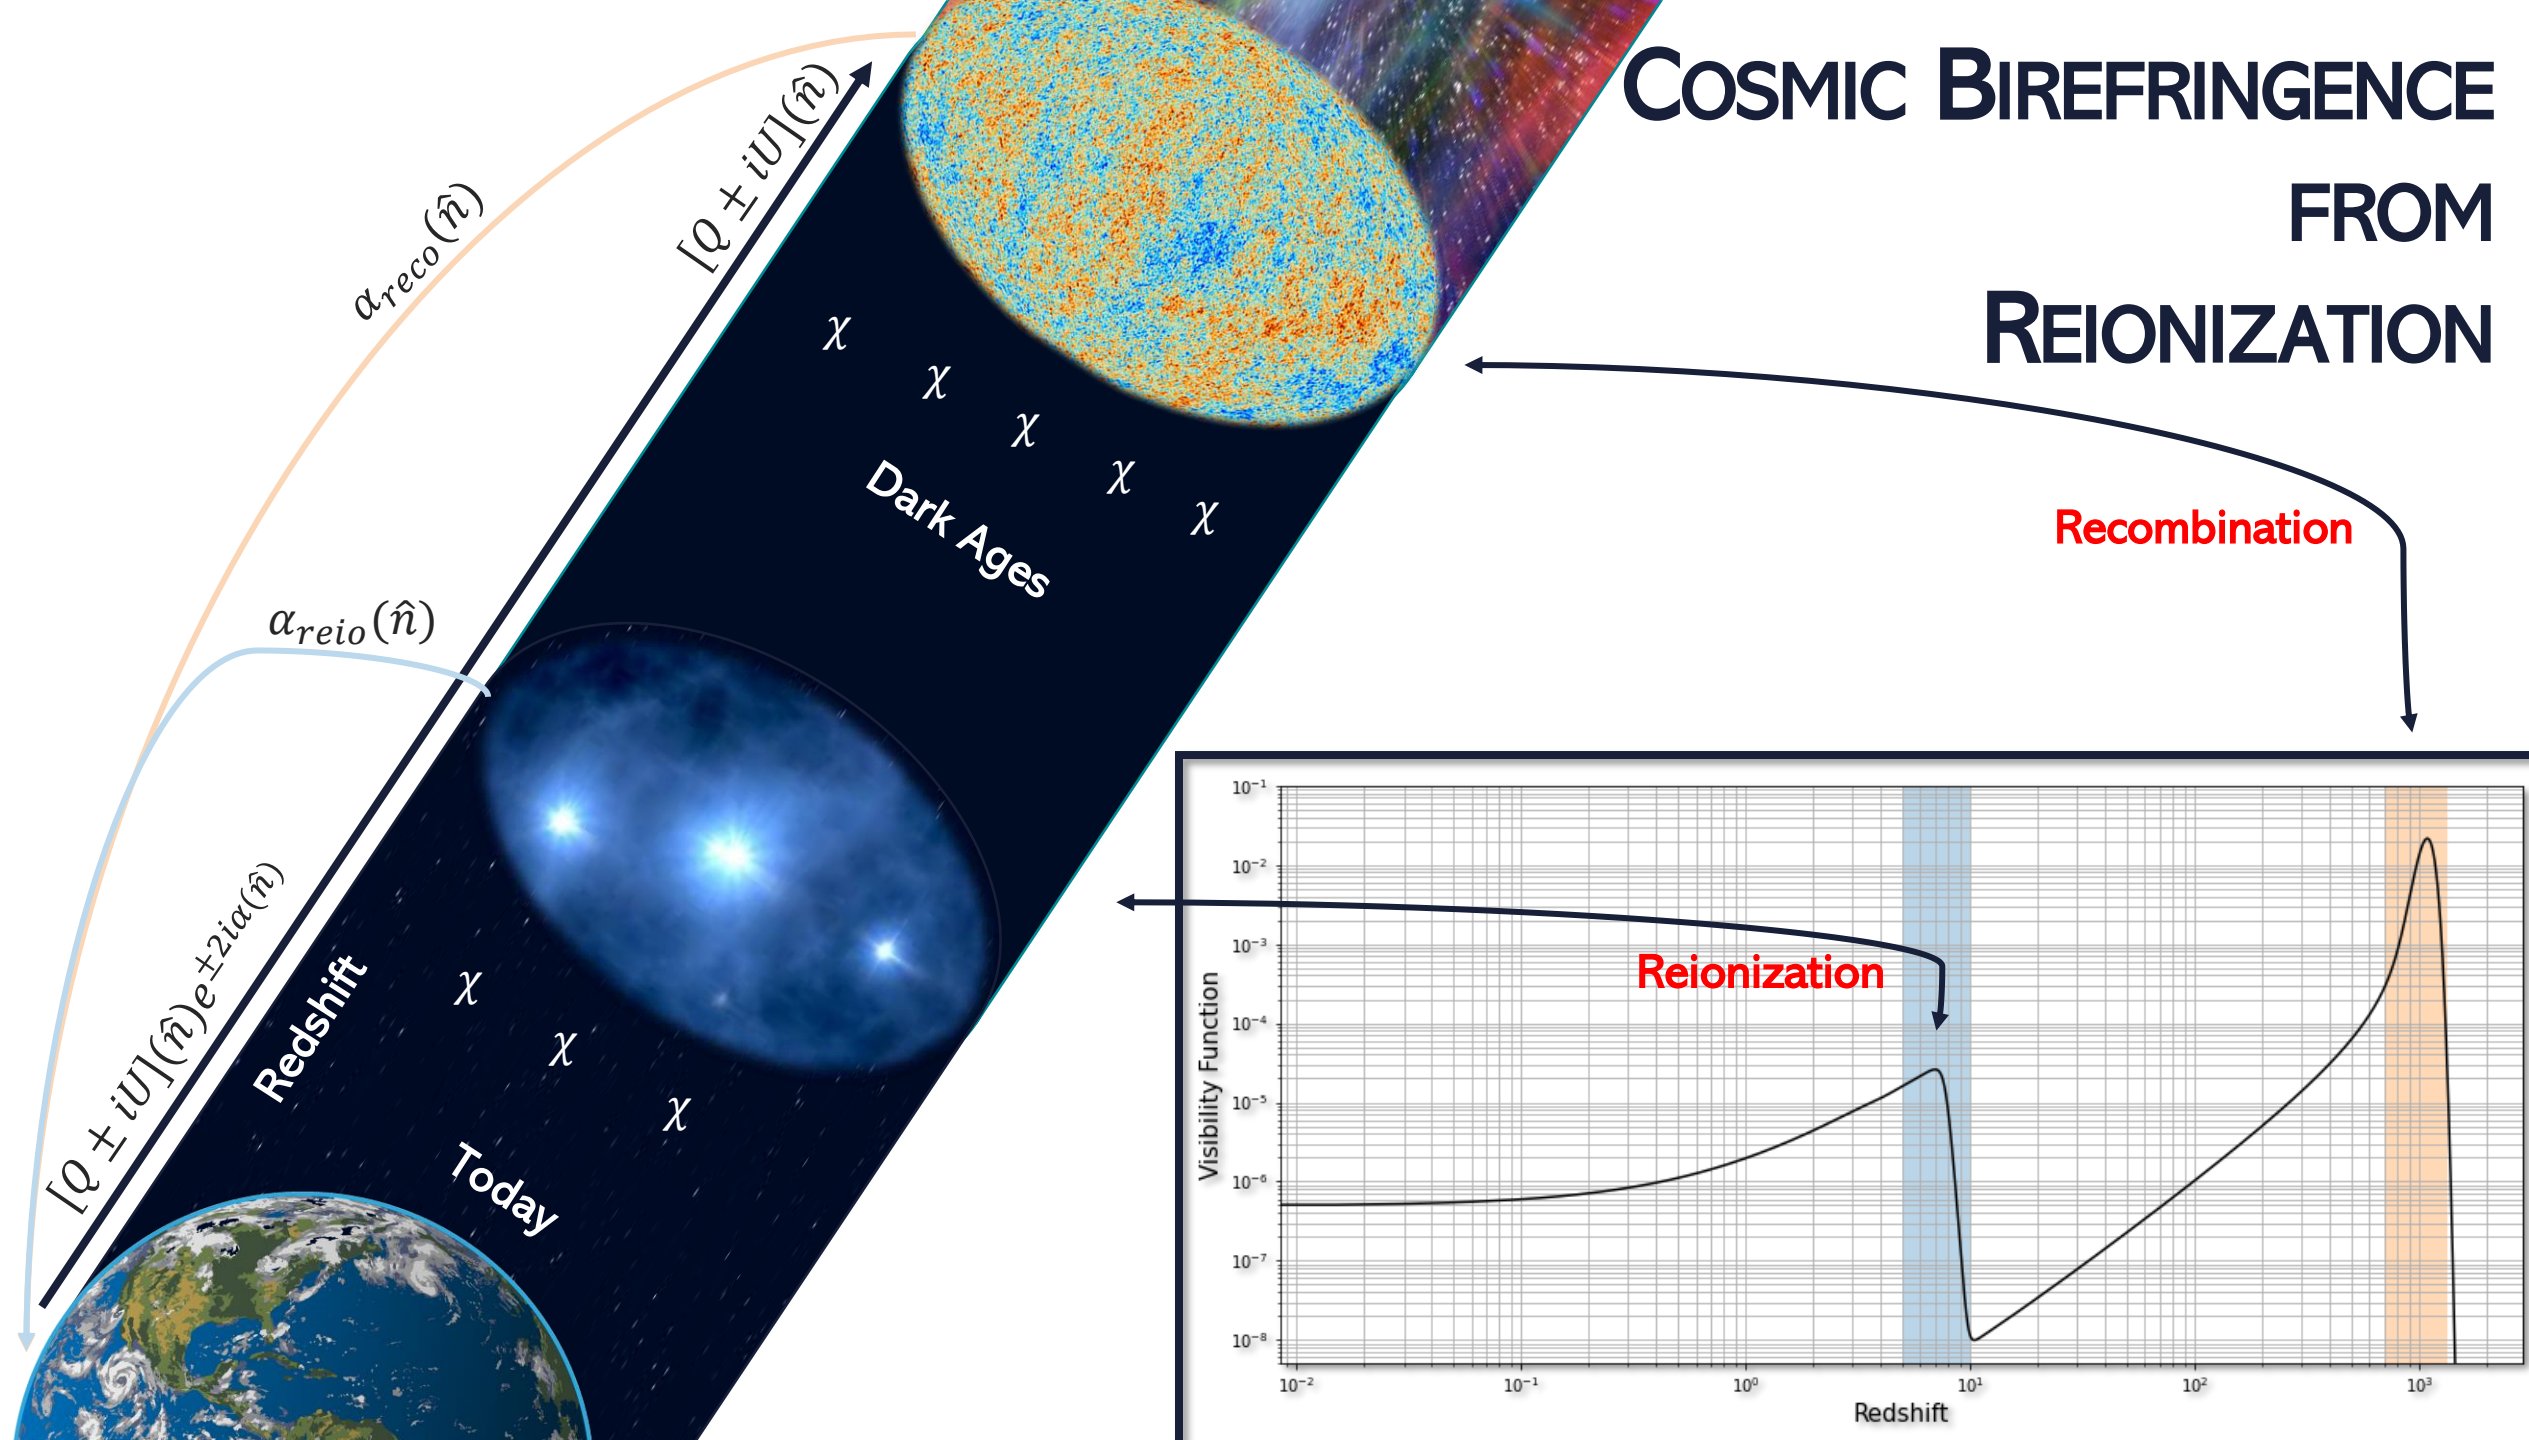 COSMIC BIREFRINGENCE
FROM
REIONIZATION
[Q ± iU](n̂)
α_reco(n̂)
χ
χ
χ
χ
χ
Dark Ages
Recombination
α_reio(n̂)
[Q ± iU](n̂)e^{±2iα(n̂)}
Redshift
χ
χ
χ
Today
Reionization
Visibility Function
10⁻¹
10⁻²
10⁻³
10⁻⁴
10⁻⁵
10⁻⁶
10⁻⁷
10⁻⁸
10⁻² 10⁻¹ 10⁰ 10¹ 10² 10³
Redshift